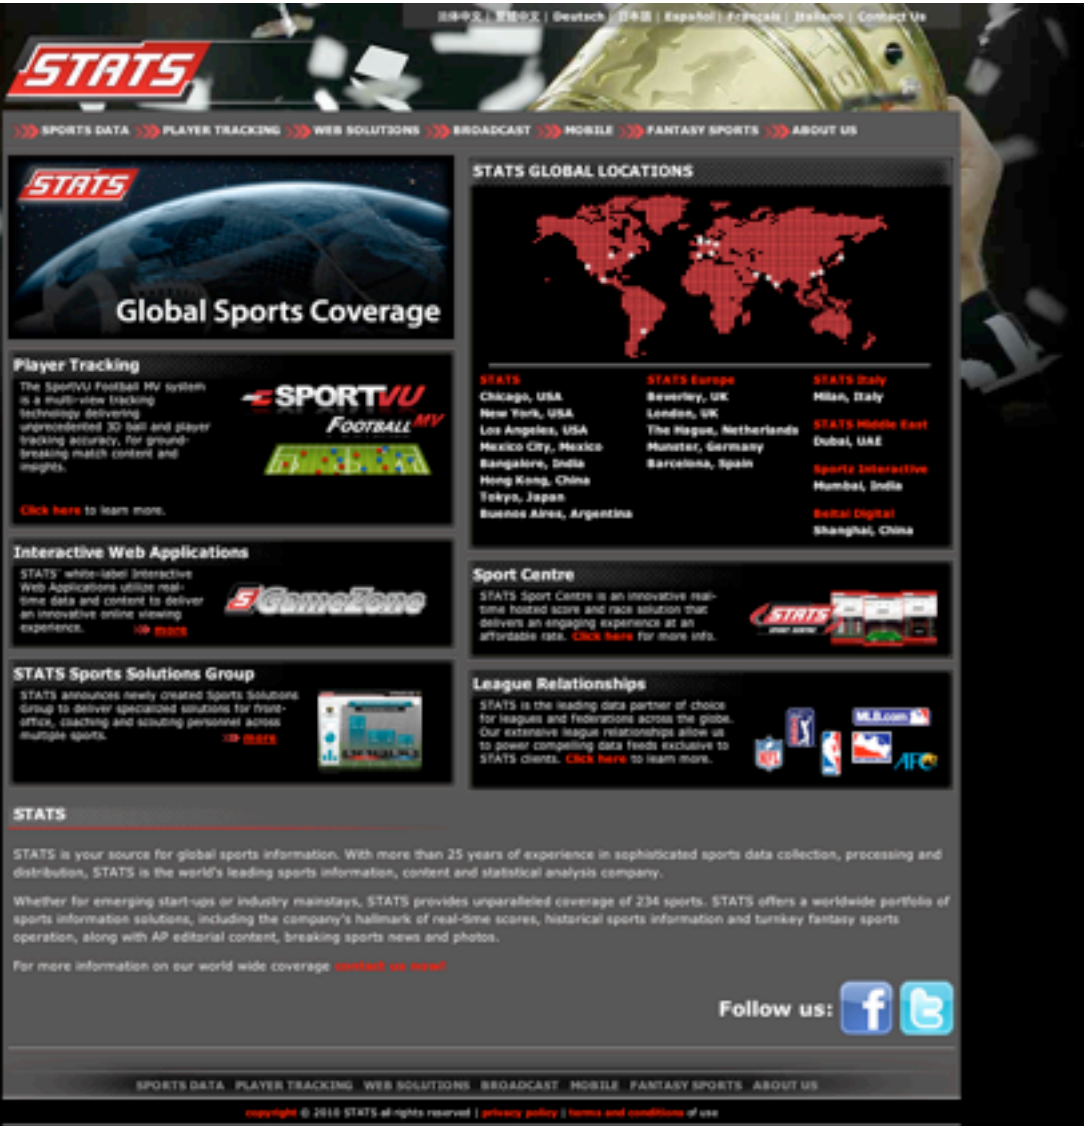 简体中文 | 繁體中文 | Deutsch | 日本語 | Español | Français | Italiano | Contact Us
STATS
SPORTS DATA PLAYER TRACKING WEB SOLUTIONS BROADCAST MOBILE FANTASY SPORTS ABOUT US
STATS
Global Sports Coverage
STATS GLOBAL LOCATIONS
STATS
Chicago, USA
New York, USA
Los Angeles, USA
Mexico City, Mexico
Bangalore, India
Hong Kong, China
Tokyo, Japan
Buenos Aires, Argentina
STATS Europe
Beverley, UK
London, UK
The Hague, Netherlands
Munster, Germany
Barcelona, Spain
STATS Italy
Milan, Italy
STATS Middle East
Dubai, UAE
Sportz Interactive
Mumbai, India
Beitai Digital
Shanghai, China
Player Tracking
The SportVU Football MV system
is a multi-view tracking
technology delivering
unprecedented 3D ball and player
tracking accuracy, for ground-
breaking match content and
insights.
Click here to learn more.
SPORTVU
FOOTBALL MV
Interactive Web Applications
STATS' white-label Interactive
Web Applications utilize real-
time data and content to deliver
an innovative online viewing
experience. more
S GameZone
Sport Centre
STATS Sport Centre is an innovative real-
time hosted score and race solution that
delivers an engaging experience at an
affordable rate. Click here for more info.
STATS
SPORT CENTRE
STATS Sports Solutions Group
STATS announces newly created Sports Solutions
Group to deliver specialized solutions for front-
office, coaching and scouting personnel across
multiple sports. more
League Relationships
STATS is the leading data partner of choice
for leagues and federations across the globe.
Our extensive league relationships allow us
to power compelling data feeds exclusive to
STATS clients. Click here to learn more.
MLB.com
NFL
AFC
STATS
STATS is your source for global sports information. With more than 25 years of experience in sophisticated sports data collection, processing and
distribution, STATS is the world's leading sports information, content and statistical analysis company.
Whether for emerging start-ups or industry mainstays, STATS provides unparalleled coverage of 234 sports. STATS offers a worldwide portfolio of
sports information solutions, including the company's hallmark of real-time scores, historical sports information and turnkey fantasy sports
operation, along with AP editorial content, breaking sports news and photos.
For more information on our world wide coverage contact us now!
Follow us: f t
SPORTS DATA PLAYER TRACKING WEB SOLUTIONS BROADCAST MOBILE FANTASY SPORTS ABOUT US
copyright © 2010 STATS all rights reserved | privacy policy | terms and conditions of use